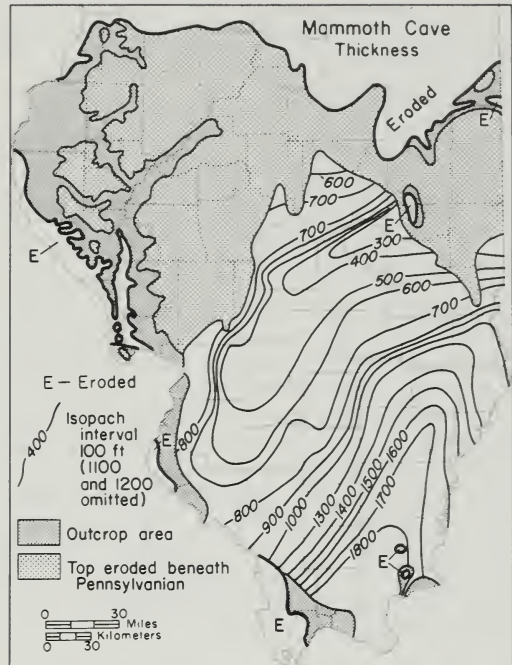 Mammoth Cave
Thickness
Eroded
E
E
600
700
700
300
400
500
600
700
E
E
800
800
900
1000
1300
1400
1500
1600
1700
1800
E
E
E – Eroded
400
Isopach
interval
100 ft
(1100
and 1200
omitted)
Outcrop area
Top eroded beneath
Pennsylvanian
0 30
Miles
Kilometers
0 30